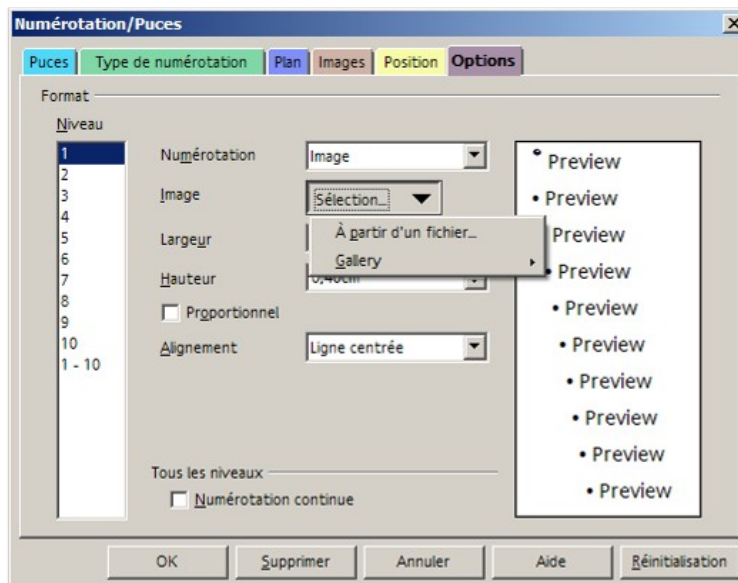 Numérotation/Puces
Puces Type de numérotation Plan Images Position Options
Format
Niveau
1
2
3
4
5
6
7
8
9
10
1 - 10
Numérotation Image
Image Sélection...
À partir d'un fichier...
Gallery
Largeur
Hauteur 0,40cm
Proportionnel
Alignement Ligne centrée
Tous les niveaux
Numérotation continue
Preview
Preview
Preview
Preview
Preview
Preview
Preview
Preview
Preview
Preview
OK Supprimer Annuler Aide Réinitialisation